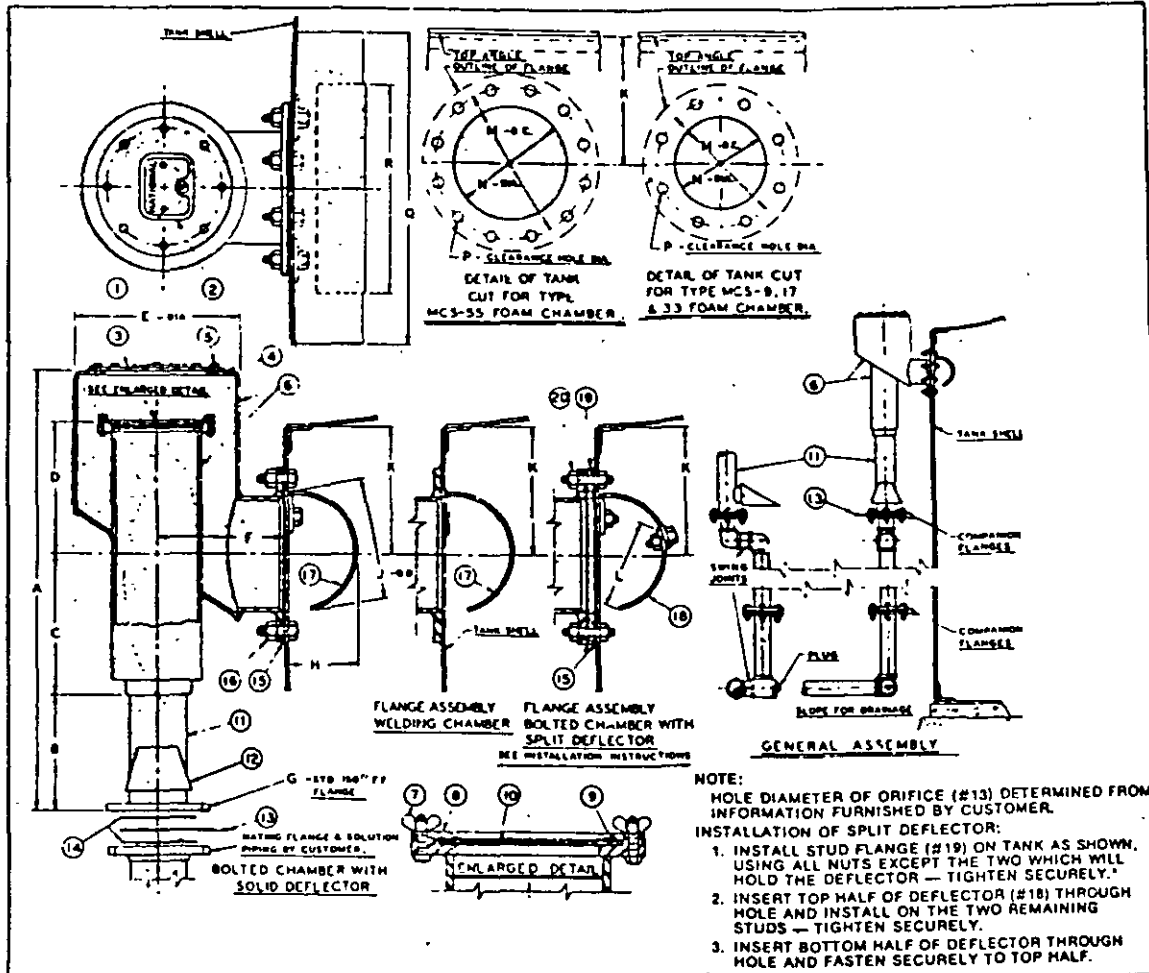 TANK SHELL
NATIONAL
R
Q
TOP ANGLE
OUTLINE OF FLANGE
M - B.C.
N - DIA.
P - CLEARANCE HOLE DIA
DETAIL OF TANK
CUT FOR TYPE
MCS-55 FOAM CHAMBER.
K
TOP ANGLE
OUTLINE OF FLANGE
M - B.C.
N - DIA.
P - CLEARANCE HOLE DIA
DETAIL OF TANK CUT
FOR TYPE MCS-9, 17
& 33 FOAM CHAMBER.
1 2
E - DIA
3 5 4
SEE ENLARGED DETAIL
6
A
D
C
B
F
17
J - O D
H
16 15
11
12
G - STD 150# FF
FLANGE
13
14
MATING FLANGE & SOLUTION
PIPING BY CUSTOMER.
BOLTED CHAMBER WITH
SOLID DEFLECTOR
K
17
TANK SHELL
FLANGE ASSEMBLY
WELDING CHAMBER
20 19
K
L
18
15
FLANGE ASSEMBLY
BOLTED CHAMBER WITH
SPLIT DEFLECTOR
SEE INSTALLATION INSTRUCTIONS
7 8 10 9
ENLARGED DETAIL
6
TANK SHELL
11
13
COMPANION
FLANGES
SWING
JOINTS
COMPANION
FLANGES
PLUG
SLOPE FOR DRAINAGE
GENERAL ASSEMBLY
NOTE:
HOLE DIAMETER OF ORIFICE (#13) DETERMINED FROM
INFORMATION FURNISHED BY CUSTOMER.
INSTALLATION OF SPLIT DEFLECTOR:
1. INSTALL STUD FLANGE (#19) ON TANK AS SHOWN,
USING ALL NUTS EXCEPT THE TWO WHICH WILL
HOLD THE DEFLECTOR — TIGHTEN SECURELY.*
2. INSERT TOP HALF OF DEFLECTOR (#18) THROUGH
HOLE AND INSTALL ON THE TWO REMAINING
STUDS — TIGHTEN SECURELY.
3. INSERT BOTTOM HALF OF DEFLECTOR THROUGH
HOLE AND FASTEN SECURELY TO TOP HALF.